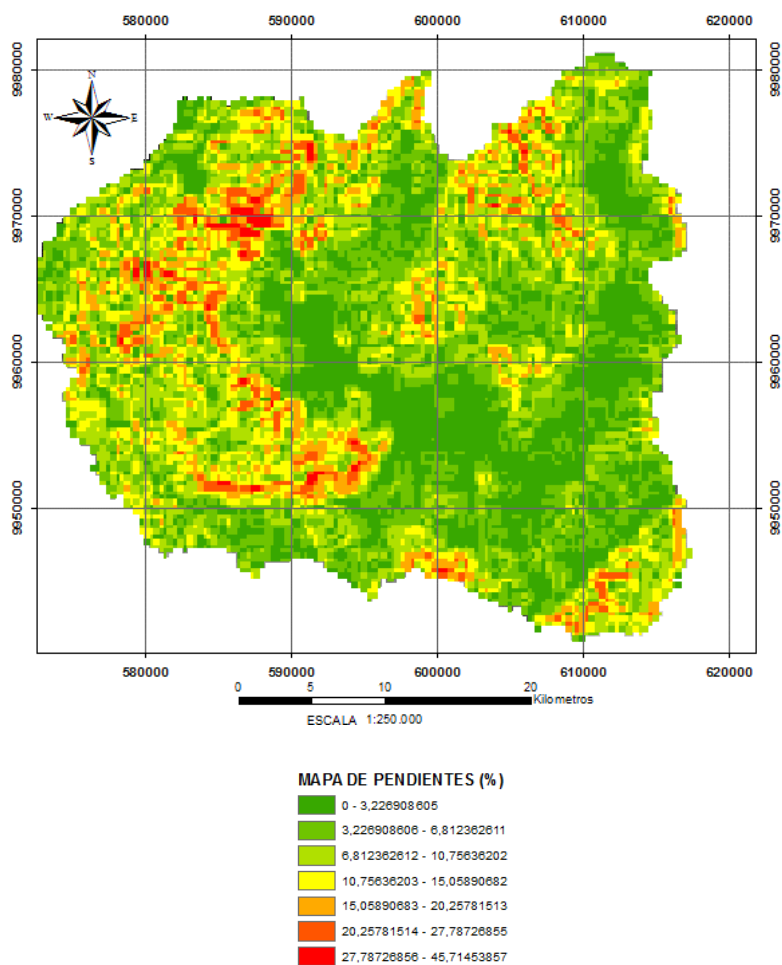 580000 590000 600000 610000 620000
N
W E
S
9980000 9980000
9970000 9970000
9960000 9960000
9950000 9950000
580000 590000 600000 610000 620000
0 5 10 20
Kilometros
ESCALA 1:250.000
MAPA DE PENDIENTES (%)
0 - 3,226908605
3,226908606 - 6,812362611
6,812362612 - 10,75636202
10,75636203 - 15,05890682
15,05890683 - 20,25781513
20,25781514 - 27,78726855
27,78726856 - 45,71453857